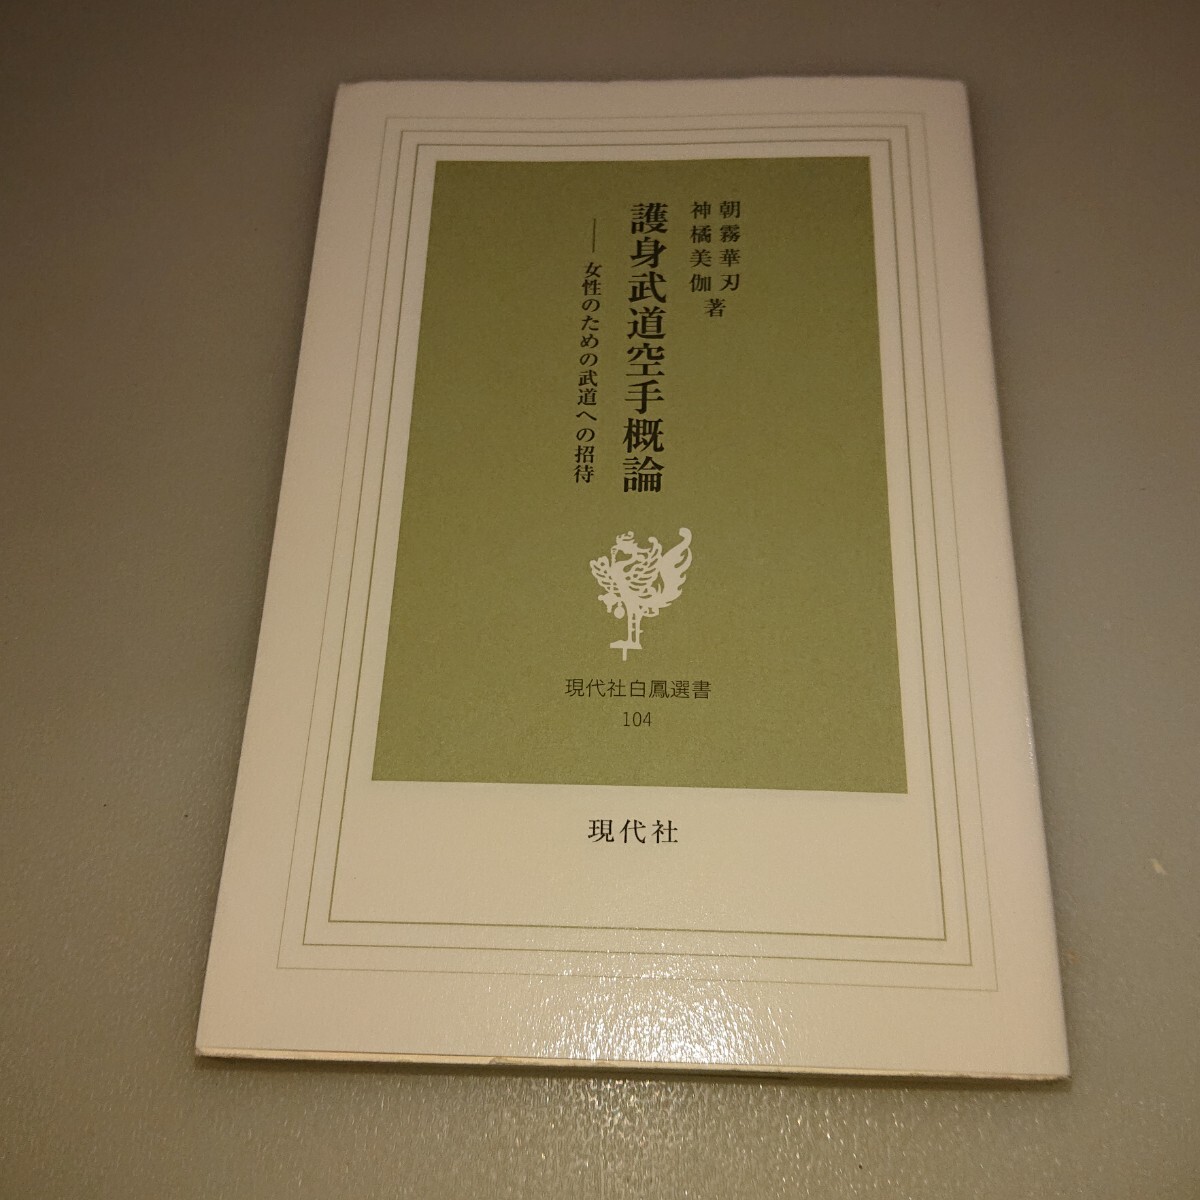 朝霧華刃
神橘美伽
著
護身武道空手概論
——女性のための武道への招待
現代社白鳳選書
104
現代社